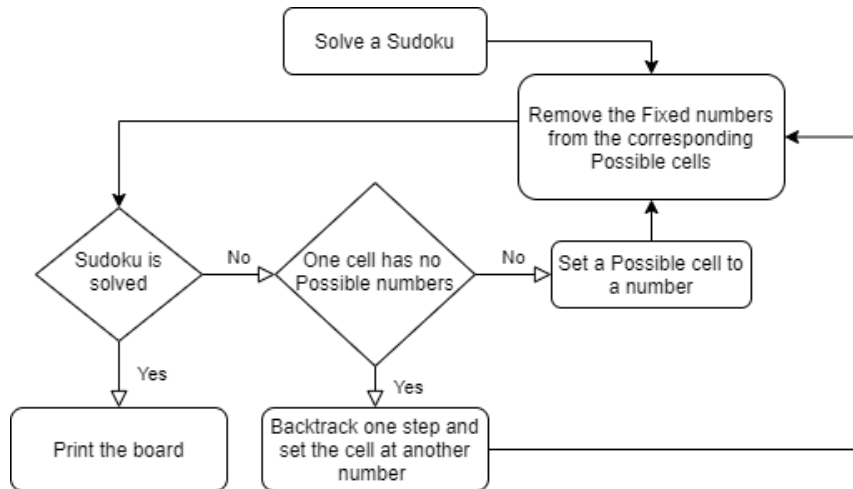 Solve a Sudoku
Remove the Fixed numbers
from the corresponding
Possible cells
Sudoku is
solved
No
One cell has no
Possible numbers
No
Set a Possible cell to
a number
Yes
Yes
Print the board
Backtrack one step and
set the cell at another
number